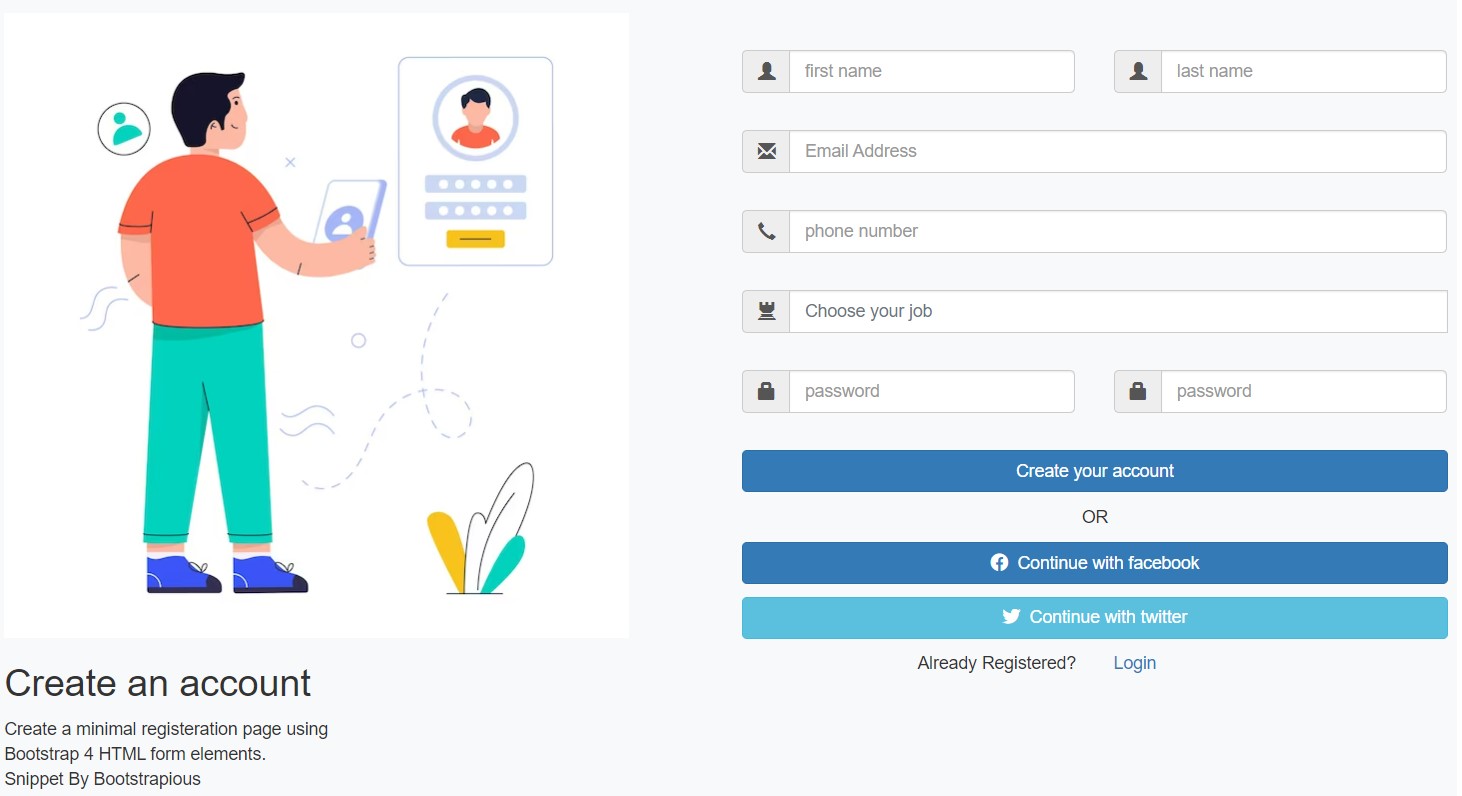 first name
last name
Email Address
phone number
Choose your job
password
password
Create your account
OR
Continue with facebook
Continue with twitter
Already Registered? Login
Create an account
Create a minimal registeration page using
Bootstrap 4 HTML form elements.
Snippet By Bootstrapious